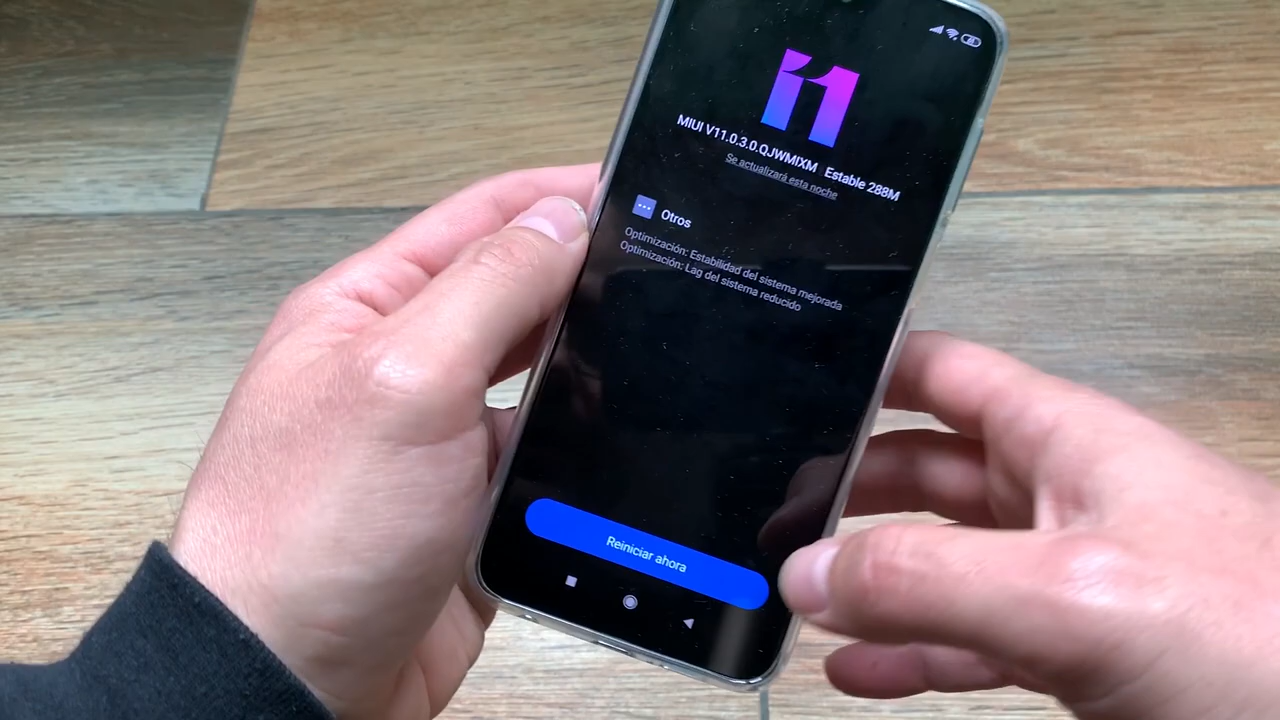 11
MIUI V11.0.3.0.QJWMIXM Estable 288M
Se actualizará esta noche
Otros
Optimización: Estabilidad del sistema mejorada
Optimización: Lag del sistema reducido
Reiniciar ahora